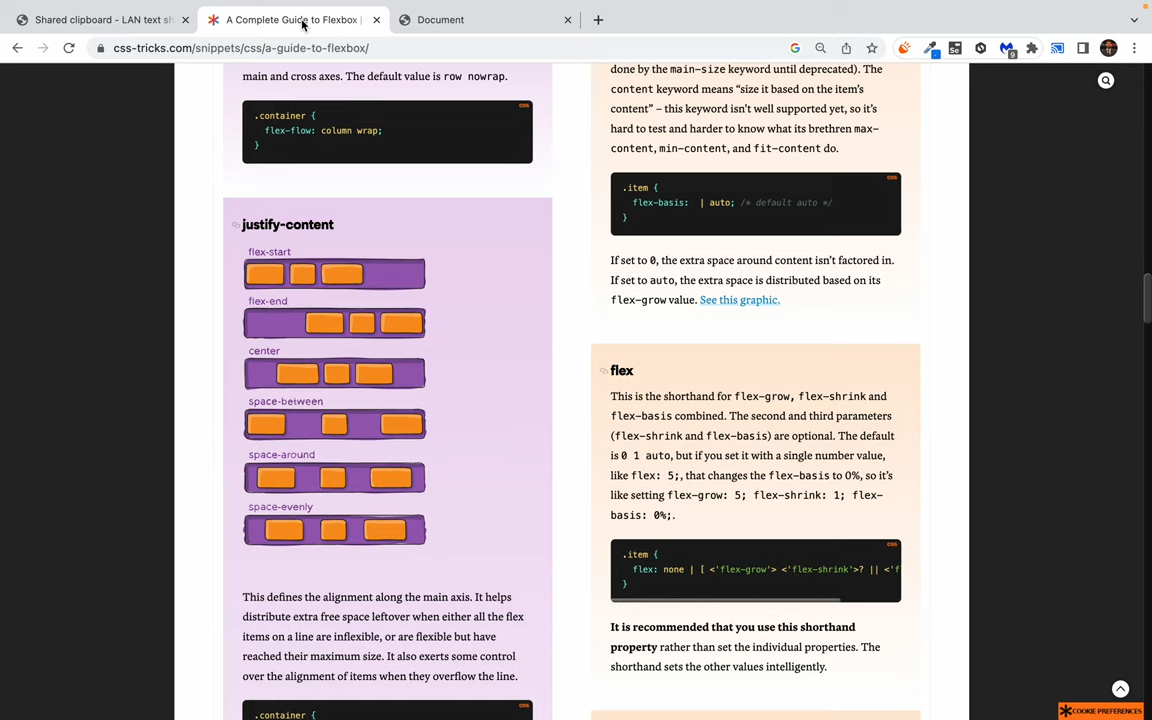 Shared clipboard - LAN text sh
A Complete Guide to Flexbox |
Document
css-tricks.com/snippets/css/a-guide-to-flexbox/
9
main and cross axes. The default value is row nowrap.
css
.container {
flex-flow: column wrap;
}
justify-content
flex-start
flex-end
center
space-between
space-around
space-evenly
This defines the alignment along the main axis. It helps
distribute extra free space leftover when either all the flex
items on a line are inflexible, or are flexible but have
reached their maximum size. It also exerts some control
over the alignment of items when they overflow the line.
css
.container {
done by the main-size keyword until deprecated). The
content keyword means “size it based on the item’s
content” – this keyword isn’t well supported yet, so it’s
hard to test and harder to know what its brethren max-
content, min-content, and fit-content do.
css
.item {
flex-basis:  | auto; /* default auto */
}
If set to 0, the extra space around content isn’t factored in.
If set to auto, the extra space is distributed based on its
flex-grow value. See this graphic.
flex
This is the shorthand for flex-grow, flex-shrink and
flex-basis combined. The second and third parameters
(flex-shrink and flex-basis) are optional. The default
is 0 1 auto, but if you set it with a single number value,
like flex: 5;, that changes the flex-basis to 0%, so it’s
like setting flex-grow: 5; flex-shrink: 1; flex-
basis: 0%;.
css
.item {
flex: none | [ <'flex-grow'> <'flex-shrink'>? || <'f
}
It is recommended that you use this shorthand
property rather than set the individual properties. The
shorthand sets the other values intelligently.
COOKIE PREFERENCES